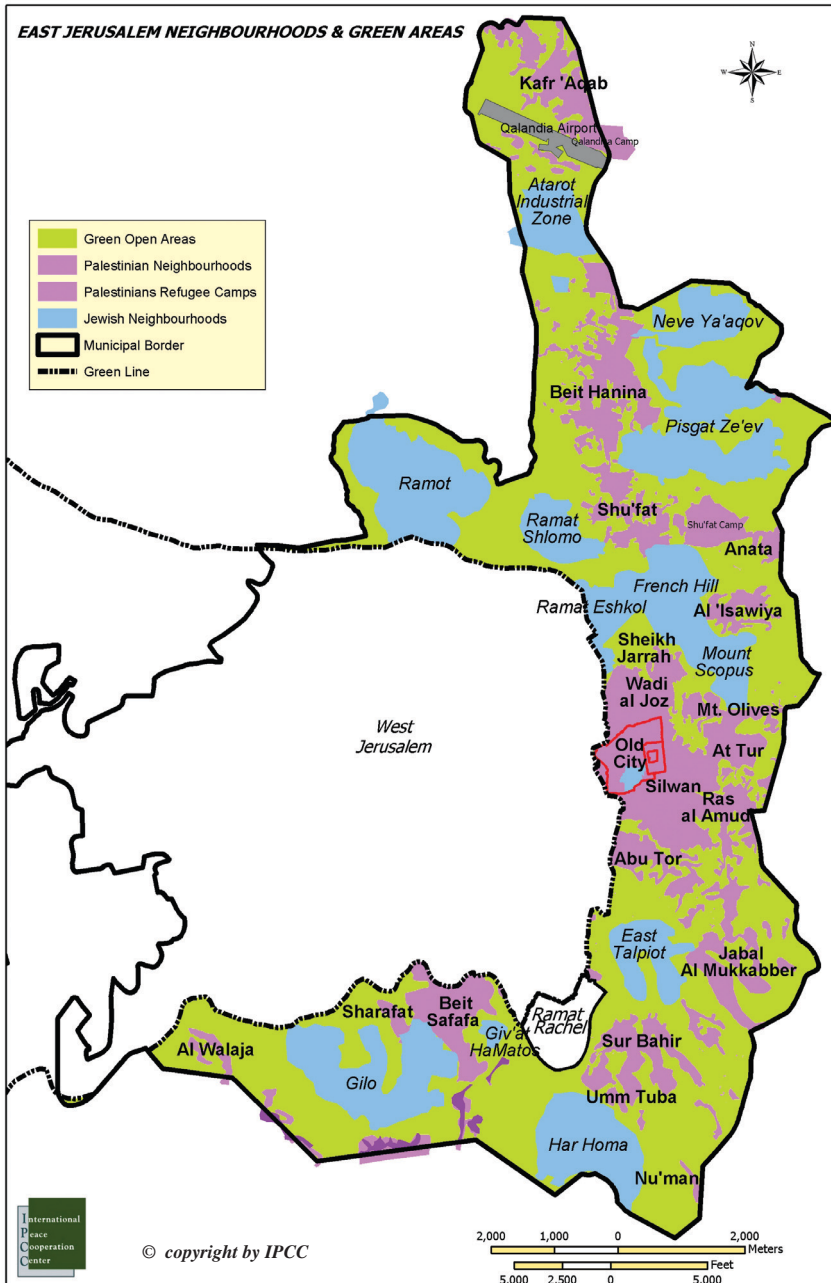 EAST JERUSALEM NEIGHBOURHOODS & GREEN AREAS
N
W
E
S
Kafr 'Aqab
Qalandia Airport
Qalandiya Camp
Atarot
Industrial
Zone
Green Open Areas
Palestinian Neighbourhoods
Palestinians Refugee Camps
Jewish Neighbourhoods
Municipal Border
Green Line
Neve Ya'aqov
Beit Hanina
Pisgat Ze'ev
Ramot
Ramat
Shlomo
Shu'fat
Shu'fat Camp
Anata
French Hill
Ramat Eshkol
Al 'Isawiya
Sheikh
Jarrah
Mount
Scopus
Wadi
al Joz
Mt. Olives
West
Jerusalem
Old
City
At Tur
Silwan
Ras
al Amud
Abu Tor
East
Talpiot
Jabal
Al Mukkabber
Sharafat
Beit
Safafa
Giv'at
HaMatos
Ramat
Rachel
Al Walaja
Gilo
Sur Bahir
Umm Tuba
Har Homa
Nu'man
International
Peace
Cooperation
Center
© copyright by IPCC
2,000 1,000 0 2,000
Meters
Feet
5,000 2,500 0 5,000